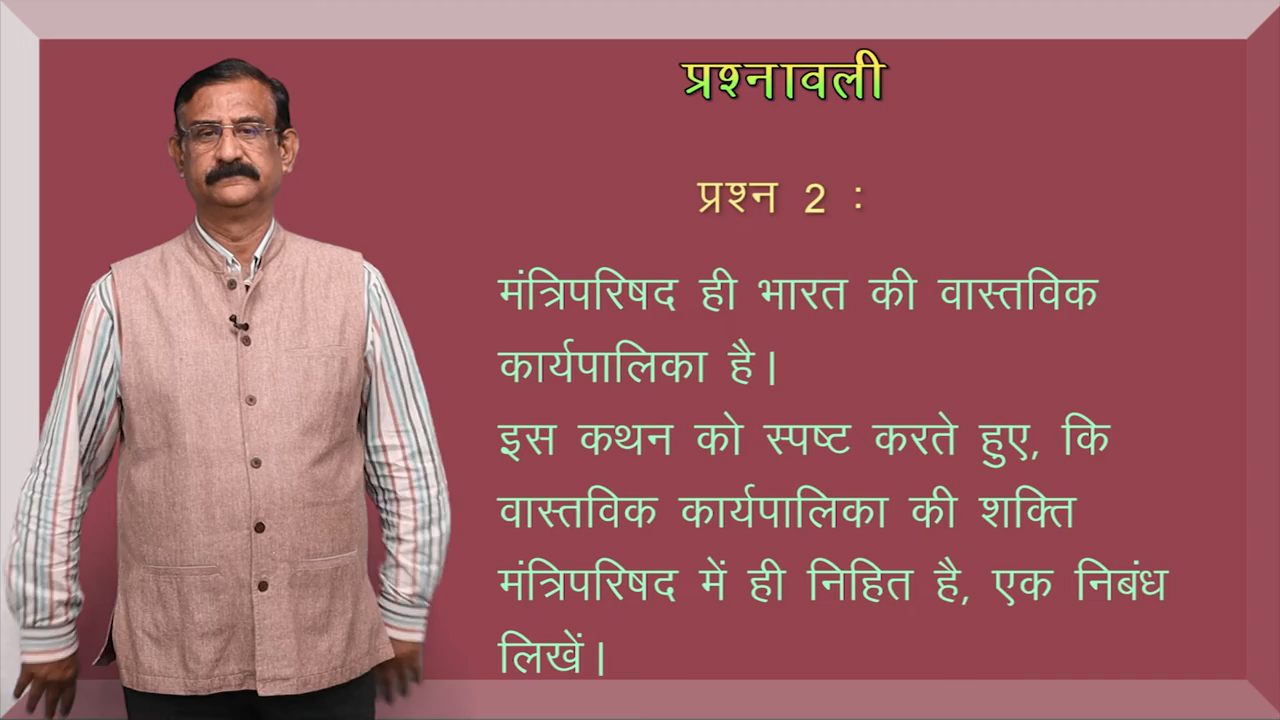 प्रश्नावली
प्रश्न 2 :
मंत्रिपरिषद ही भारत की वास्तविक
कार्यपालिका है।
इस कथन को स्पष्ट करते हुए, कि
वास्तविक कार्यपालिका की शक्ति
मंत्रिपरिषद में ही निहित है, एक निबंध
लिखें।